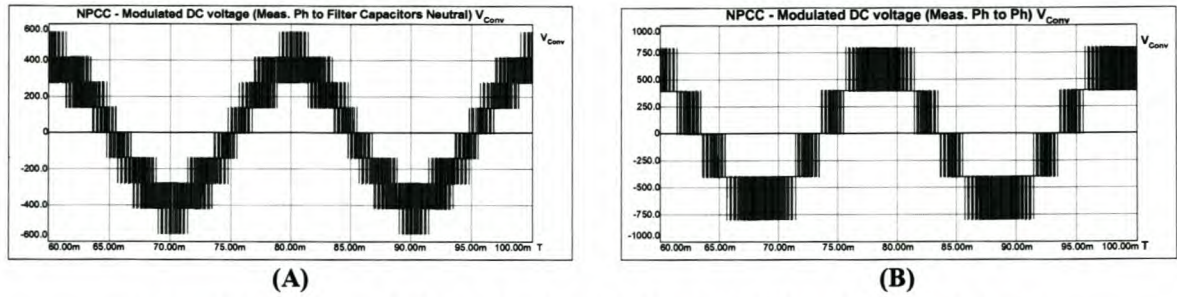 NPCC - Modulated DC voltage (Meas. Ph to Filter Capacitors Neutral) V_Conv
600.0
400.0
200.0
0
-200.0
-400.0
-600.0
V_Conv
60.00m 65.00m 70.00m 75.00m 80.00m 85.00m 90.00m 95.00m 100.00m T
(A)
NPCC - Modulated DC voltage (Meas. Ph to Ph) V_Conv
1000.0
750.0
500.0
250.0
0
-250.0
-500.0
-750.0
-1000.0
V_Conv
60.00m 65.00m 70.00m 75.00m 80.00m 85.00m 90.00m 95.00m 100.00m T
(B)